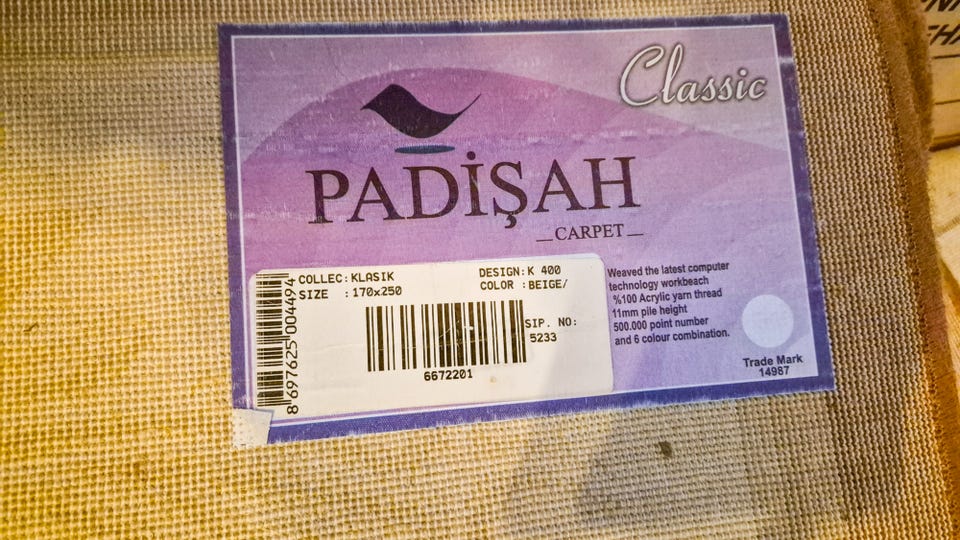 Classic
PADİŞAH
CARPET
COLLEC: KLASIK
SIZE : 170x250
DESIGN: K 400
COLOR : BEIGE/
8 697625 004494
SIP. NO:
5233
6672201
Weaved the latest computer
technology workbeach
%100 Acrylic yarn thread
11mm pile height
500.000 point number
and 6 colour combination.
Trade Mark
14987